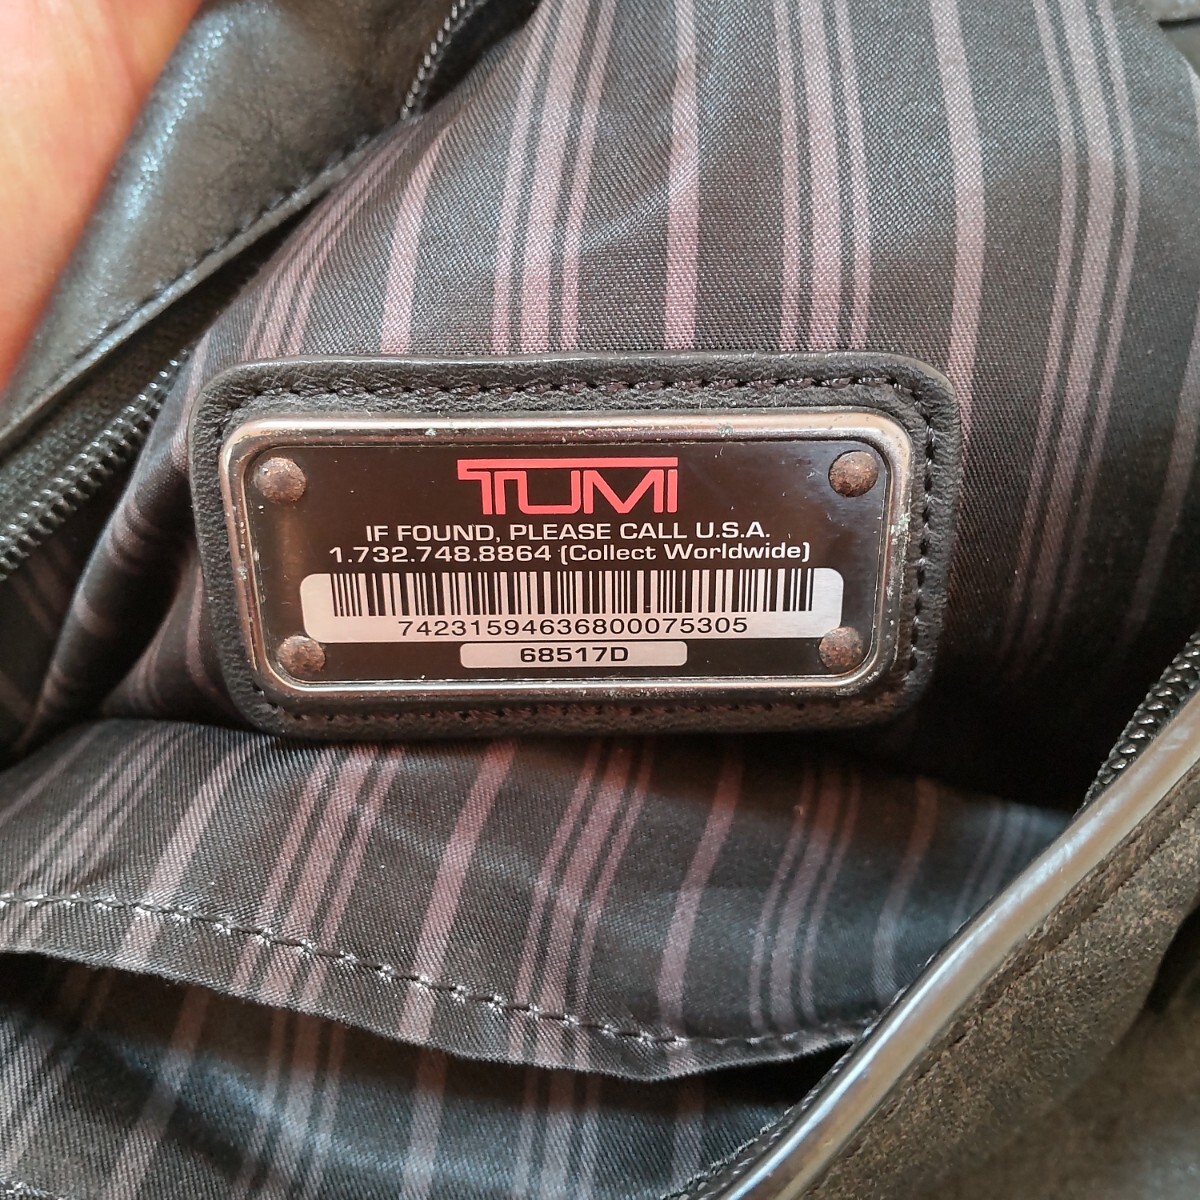 TUMI
IF FOUND, PLEASE CALL U.S.A.
1.732.748.8864 (Collect Worldwide)
74231594636800075305
68517D